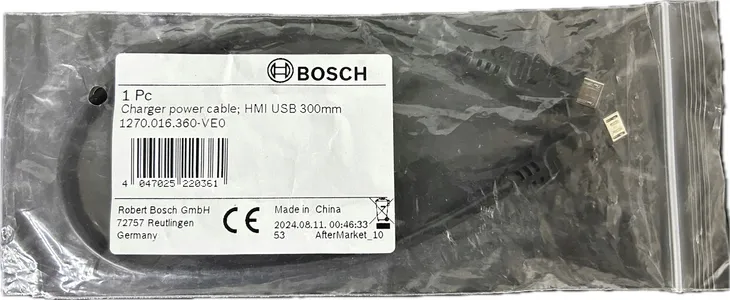 BOSCH
1 Pc
Charger power cable; HMI USB 300mm
1270.016.360-VE0
4 047025 220361
Robert Bosch GmbH
72757 Reutlingen
Germany
CE
Made in China
2024.08.11. 00:46:33
53 AfterMarket_10